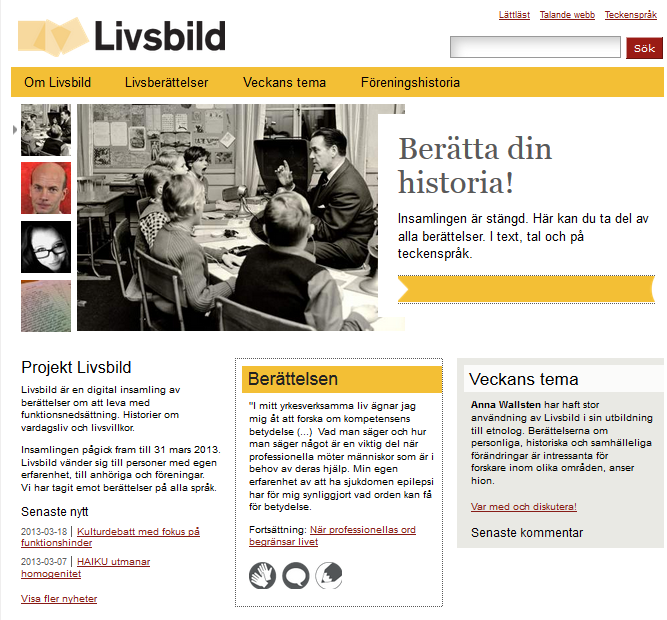 Lättläst Talande webb Teckenspråk
Livsbild
Sök
Om Livsbild Livsberättelser Veckans tema Föreningshistoria
Berätta din
historia!
Insamlingen är stängd. Här kan du ta del av
alla berättelser. I text, tal och på
teckenspråk.
Projekt Livsbild
Livsbild är en digital insamling av
berättelser om att leva med
funktionsnedsättning. Historier om
vardagsliv och livsvillkor.
Insamlingen pågick fram till 31 mars 2013.
Livsbild vänder sig till personer med egen
erfarenhet, till anhöriga och föreningar.
Vi har tagit emot berättelser på alla språk.
Senaste nytt
2013-03-18 | Kulturdebatt med fokus på
funktionshinder
2013-03-07 | HAIKU utmanar
homogenitet
Visa fler nyheter
Berättelsen
"I mitt yrkesverksamma liv ägnar jag
mig åt att forska om kompetensens
betydelse (...) Vad man säger och hur
man säger något är en viktig del när
professionella möter människor som är i
behov av deras hjälp. Min egen
erfarenhet av att ha sjukdomen epilepsi
har för mig synliggjort vad orden kan få
för betydelse.
Fortsättning: När professionellas ord
begränsar livet
Veckans tema
Anna Wallsten har haft stor
användning av Livsbild i sin utbildning
till etnolog. Berättelserna om
personliga, historiska och samhälleliga
förändringar är intressanta för
forskare inom olika områden, anser
hion.
Var med och diskutera!
Senaste kommentar